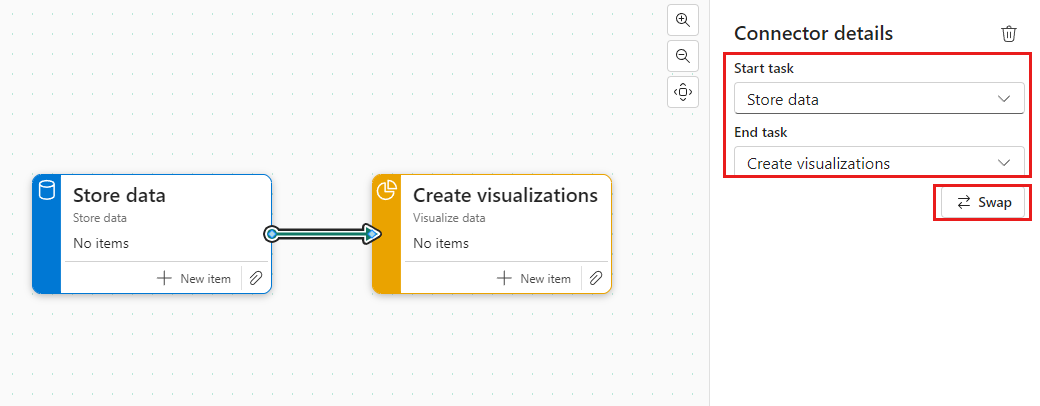 Store data
Store data
No items
New item
Create visualizations
Visualize data
No items
New item
Connector details
Start task
Store data
End task
Create visualizations
Swap